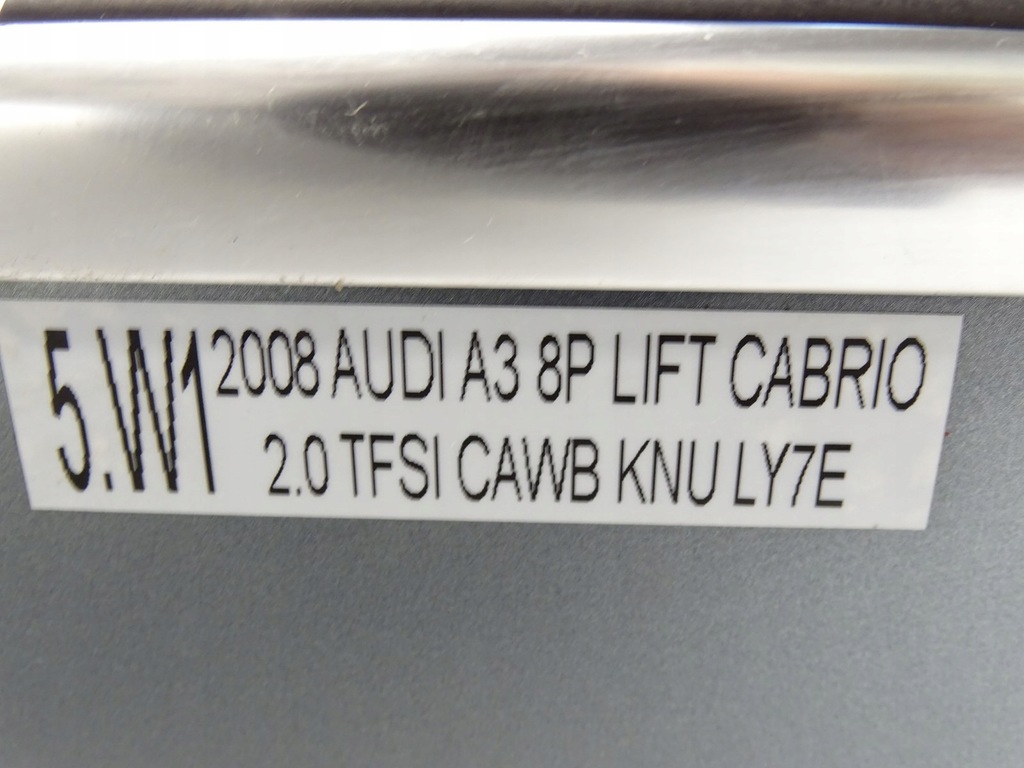 5.W1
2008 AUDI A3 8P LIFT CABRIO
2.0 TFSI CAWB KNU LY7E